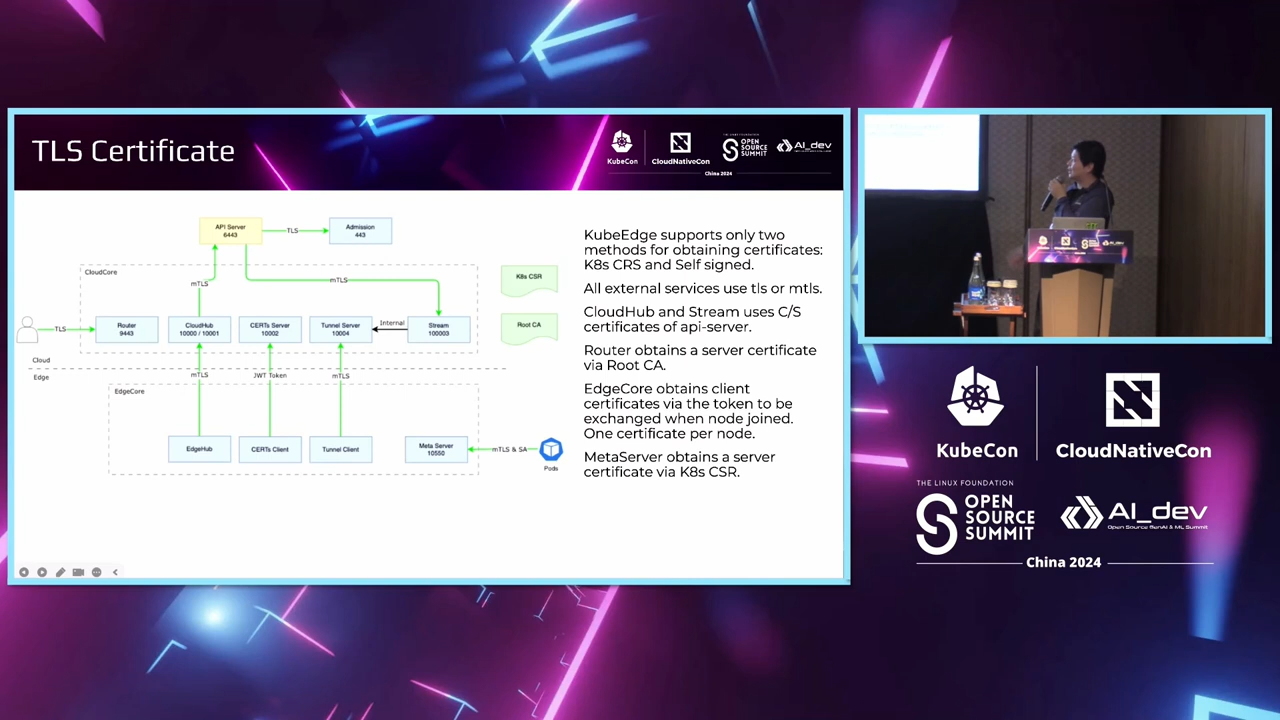 TLS Certificate
KubeCon
CloudNativeCon
OPEN
SOURCE
SUMMIT
AI_dev
China 2024
API Server
6443
TLS
Admission
443
CloudCore
mTLS
mTLS
K8s CSR
TLS
Router
9443
CloudHub
10000 / 10001
CERTs Server
10002
Tunnel Server
10004
Internal
Stream
100003
Root CA
Cloud
Edge
mTLS
JWT Token
mTLS
EdgeCore
EdgeHub
CERTs Client
Tunnel Client
Meta Server
10550
mTLS & SA
Pods
KubeEdge supports only two
methods for obtaining certificates:
K8s CRS and Self signed.
All external services use tls or mtls.
CloudHub and Stream uses C/S
certificates of api-server.
Router obtains a server certificate
via Root CA.
EdgeCore obtains client
certificates via the token to be
exchanged when node joined.
One certificate per node.
MetaServer obtains a server
certificate via K8s CSR.
KubeCon
CloudNativeCon
THE LINUX FOUNDATION
OPEN
SOURCE
SUMMIT
AI_dev
Open Source GenAI & ML Summit
China 2024